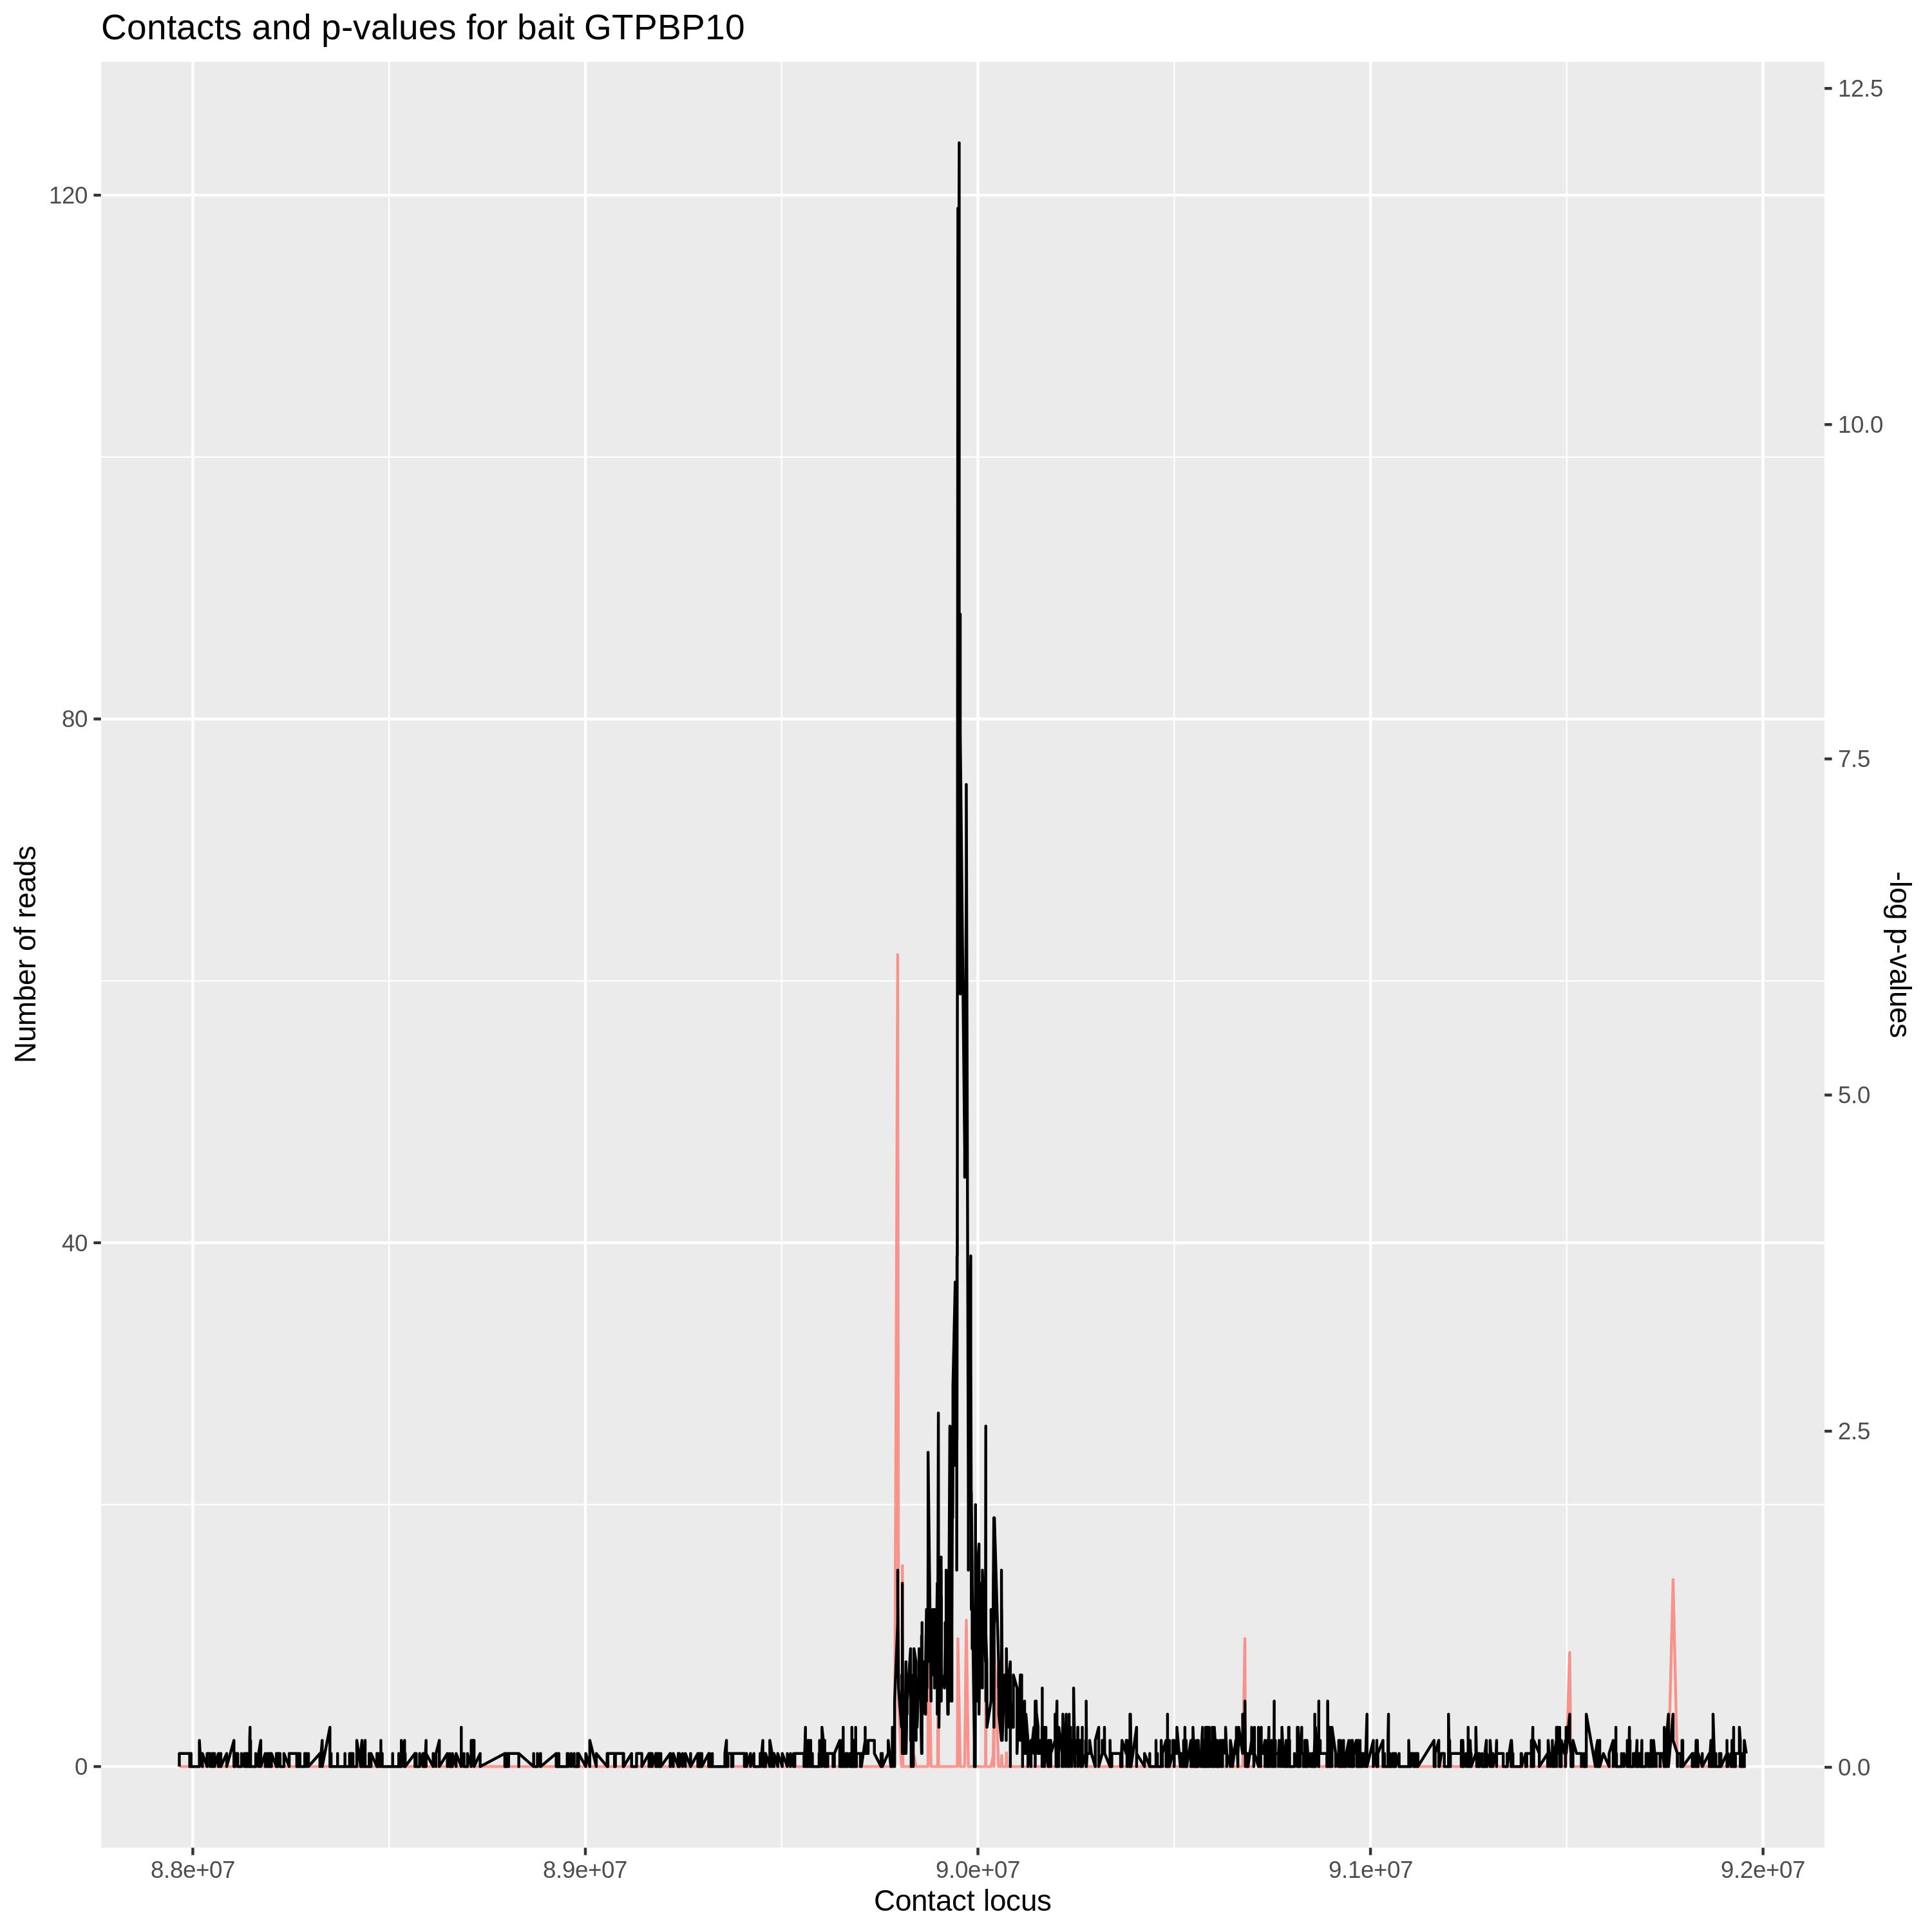 Contacts and p-values for bait GTPBP10
12.5
120
10.0
80
7.5
Number of reads
-log p-values
5.0
40
2.5
0
0.0
8.8e+07 8.9e+07 9.0e+07 9.1e+07 9.2e+07
Contact locus